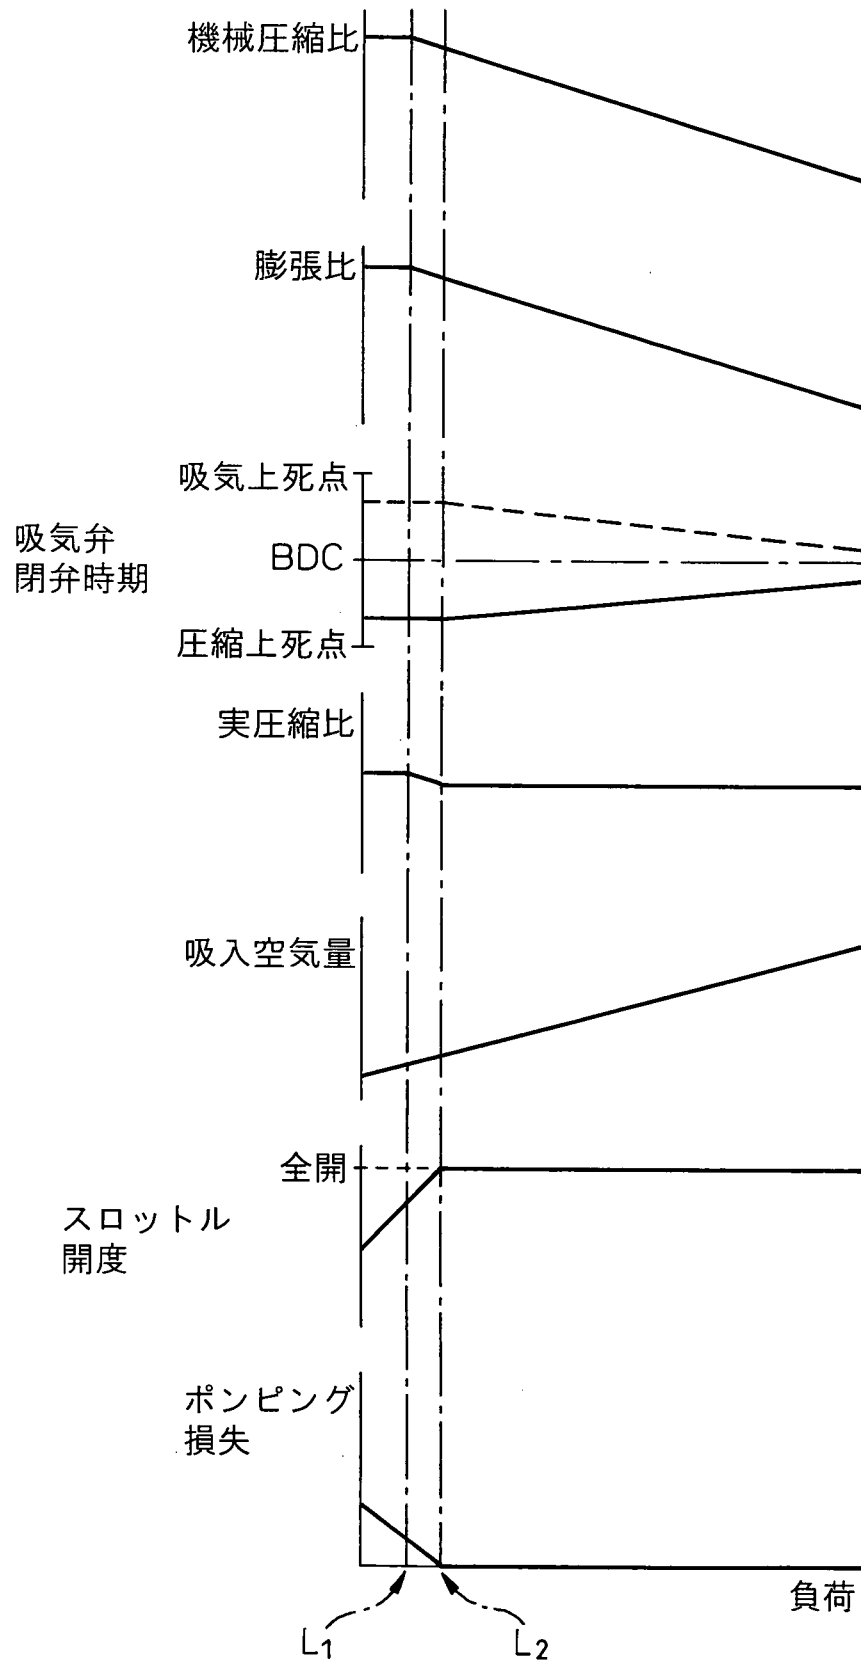 機械圧縮比
膨張比
吸気上死点
吸気弁
閉弁時期
BDC
圧縮上死点
実圧縮比
吸入空気量
全開
スロットル
開度
ポンピング
損失
負荷
L1
L2